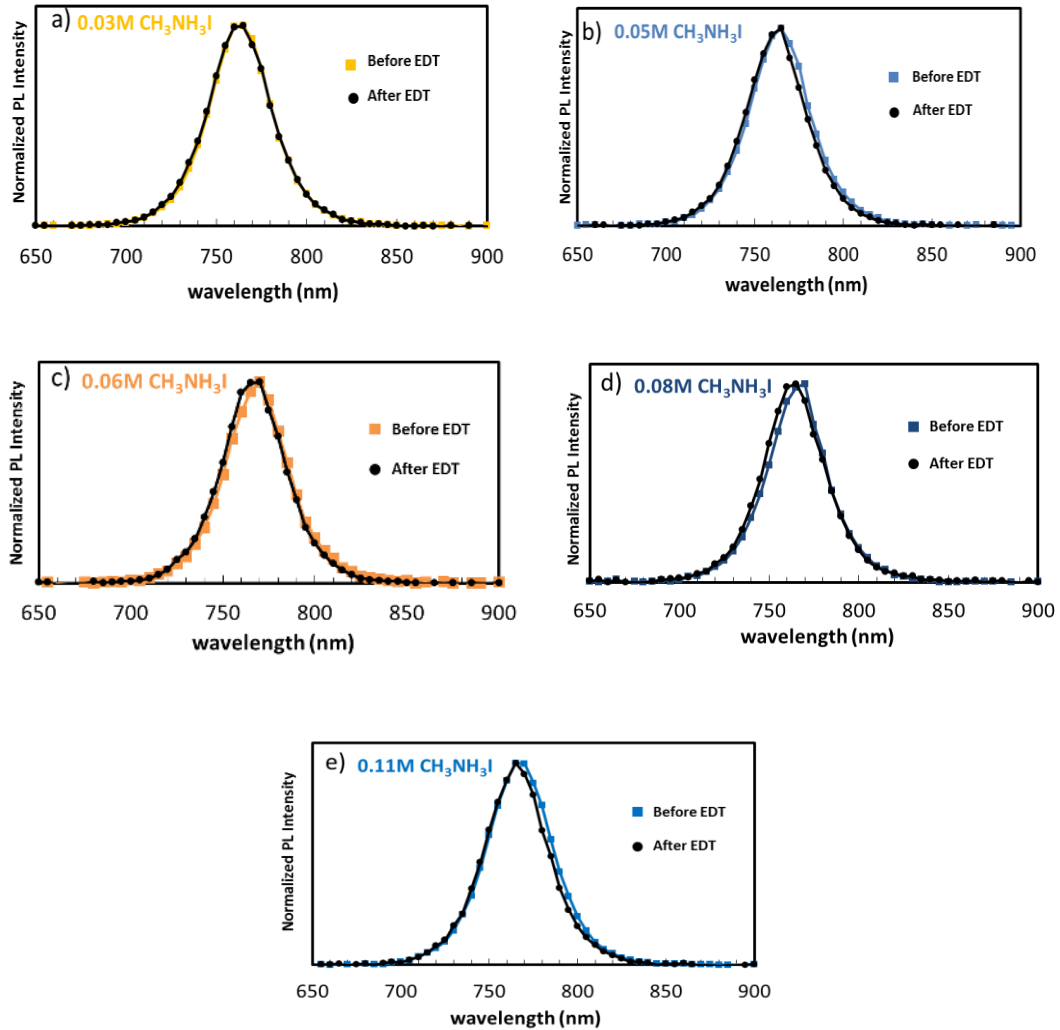 a) 0.03M CH₃NH₃I
Normalized PL Intensity
Before EDT
After EDT
650 700 750 800 850 900
wavelength (nm)
b) 0.05M CH₃NH₃I
Normalized PL Intensity
Before EDT
After EDT
650 700 750 800 850 900
wavelength (nm)
c) 0.06M CH₃NH₃I
Normalized PL Intensity
Before EDT
After EDT
650 700 750 800 850 900
wavelength (nm)
d) 0.08M CH₃NH₃I
Normalized PL Intensity
Before EDT
After EDT
650 700 750 800 850 900
wavelength (nm)
e) 0.11M CH₃NH₃I
Normalized PL Intensity
Before EDT
After EDT
650 700 750 800 850 900
wavelength (nm)